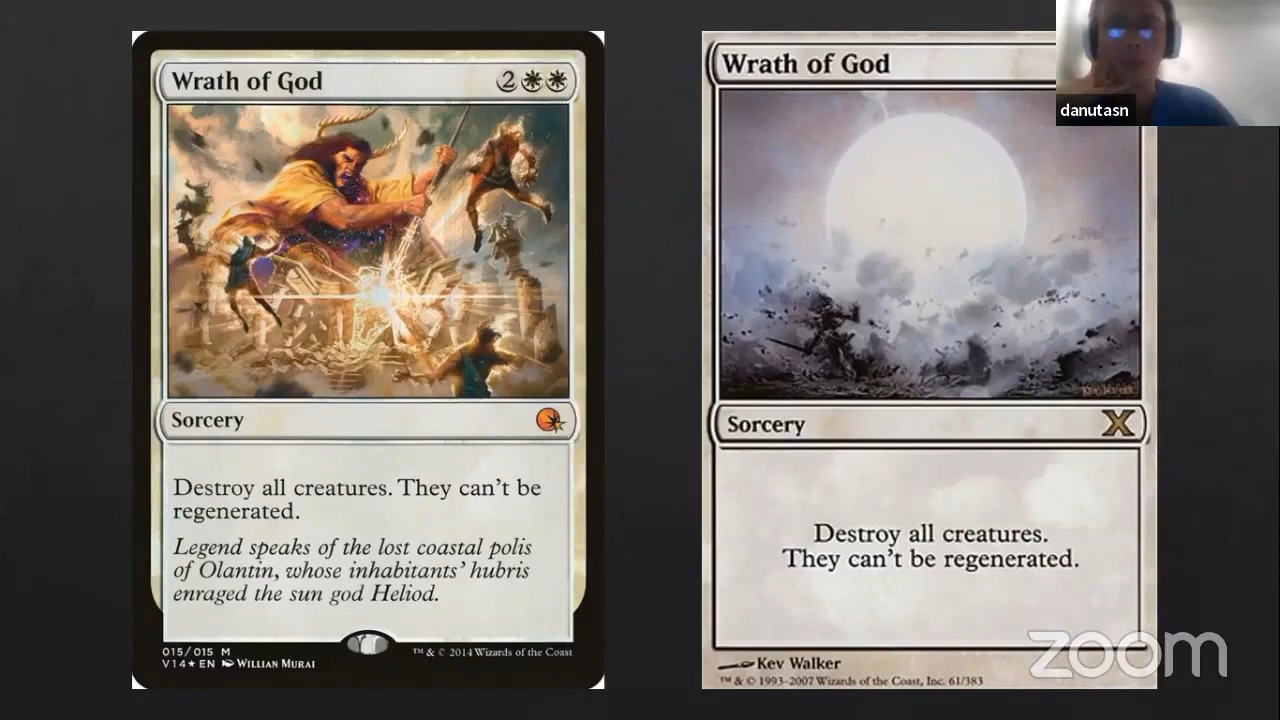 Wrath of God 2
Sorcery
Destroy all creatures. They can't be
regenerated.
Legend speaks of the lost coastal polis
of Olantin, whose inhabitants' hubris
enraged the sun god Heliod.
015/015 M
V14★EN Willian Murai
™ & © 2014 Wizards of the Coast
Wrath of God
Sorcery X
Destroy all creatures.
They can't be regenerated.
Kev Walker
™ & © 1993-2007 Wizards of the Coast, Inc. 61/383
danutasn
zoom